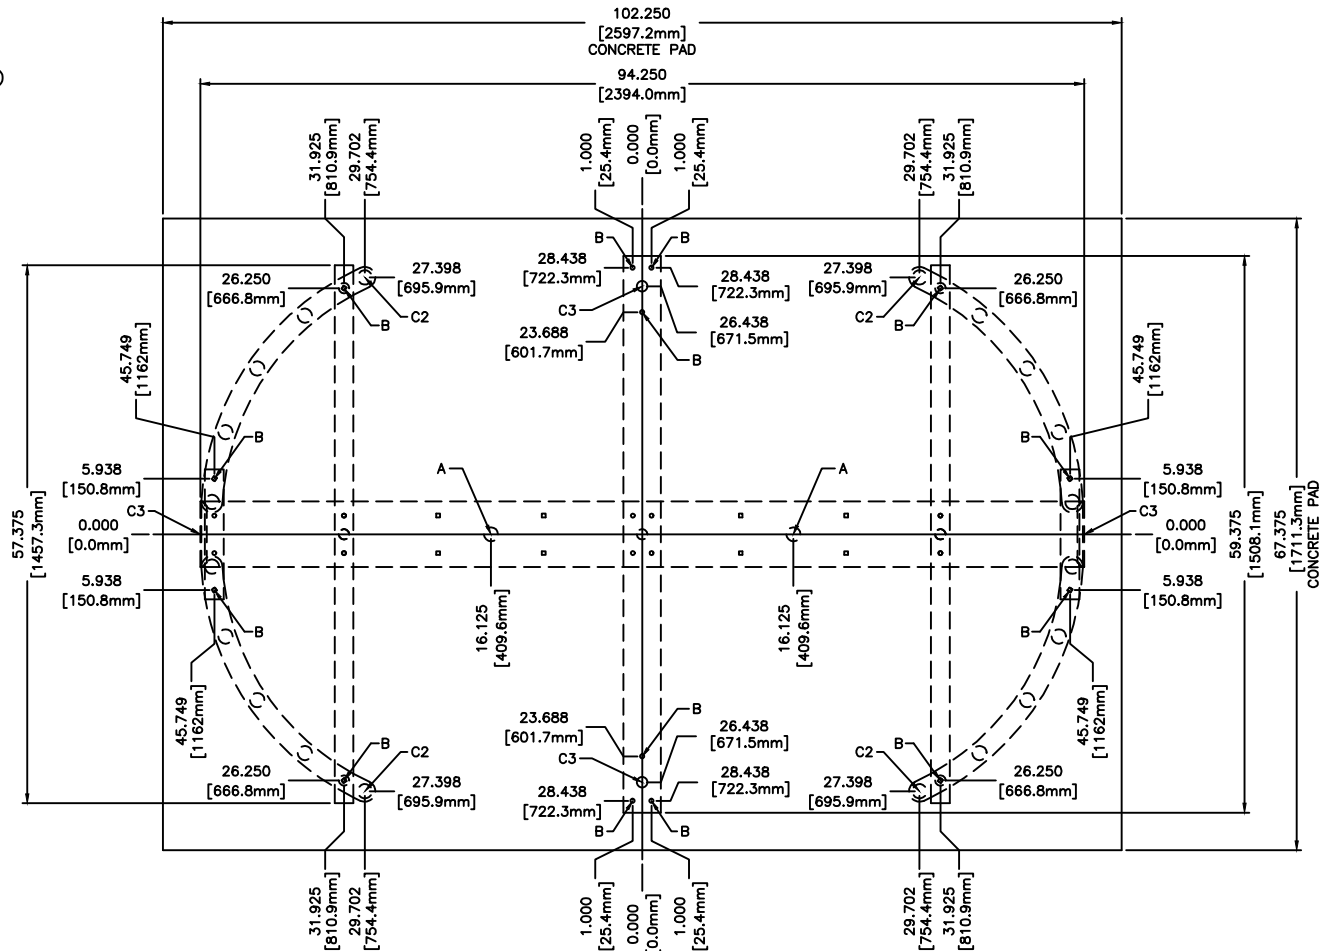 102.250
[2597.2mm]
CONCRETE PAD
94.250
[2394.0mm]
31.925
[810.9mm]
29.702
[754.4mm]
1.000
[25.4mm]
0.000
[0.0mm]
1.000
[25.4mm]
29.702
[754.4mm]
31.925
[810.9mm]
B
B
26.250
[666.8mm]
27.398
[695.9mm]
28.438
[722.3mm]
28.438
[722.3mm]
27.398
[695.9mm]
26.250
[666.8mm]
B
C2
C3
23.688
[601.7mm]
26.438
[671.5mm]
B
C2
B
45.749
[1162mm]
45.749
[1162mm]
B
B
5.938
[150.8mm]
A
A
5.938
[150.8mm]
C3
0.000
[0.0mm]
C3
0.000
[0.0mm]
57.375
[1457.3mm]
59.375
[1508.1mm]
67.375
[1711.3mm]
CONCRETE PAD
5.938
[150.8mm]
5.938
[150.8mm]
B
B
16.125
[409.6mm]
16.125
[409.6mm]
45.749
[1162mm]
45.749
[1162mm]
23.688
[601.7mm]
B
26.438
[671.5mm]
C3
B
C2
C2
B
26.250
[666.8mm]
27.398
[695.9mm]
28.438
[722.3mm]
28.438
[722.3mm]
27.398
[695.9mm]
26.250
[666.8mm]
B
B
31.925
[810.9mm]
29.702
[754.4mm]
1.000
[25.4mm]
0.000
[0.0mm]
1.000
[25.4mm]
29.702
[754.4mm]
31.925
[810.9mm]